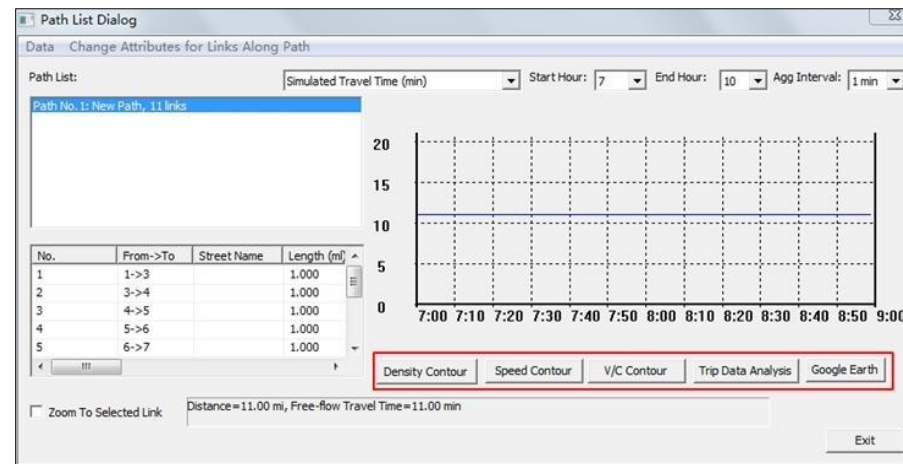 Path List Dialog
Data Change Attributes for Links Along Path
Path List:
Simulated Travel Time (min)
Start Hour: 7
End Hour: 10
Agg Interval: 1 min
Path No. 1: New Path, 11 links
20
15
10
5
0
7:00 7:10 7:20 7:30 7:40 7:50 8:00 8:10 8:20 8:30 8:40 8:50 9:00
No. From->To Street Name Length (ml)
1 1->3 1.000
2 3->4 1.000
3 4->5 1.000
4 5->6 1.000
5 6->7 1.000
Density Contour Speed Contour V/C Contour Trip Data Analysis Google Earth
Zoom To Selected Link
Distance=11.00 mi, Free-flow Travel Time=11.00 min
Exit